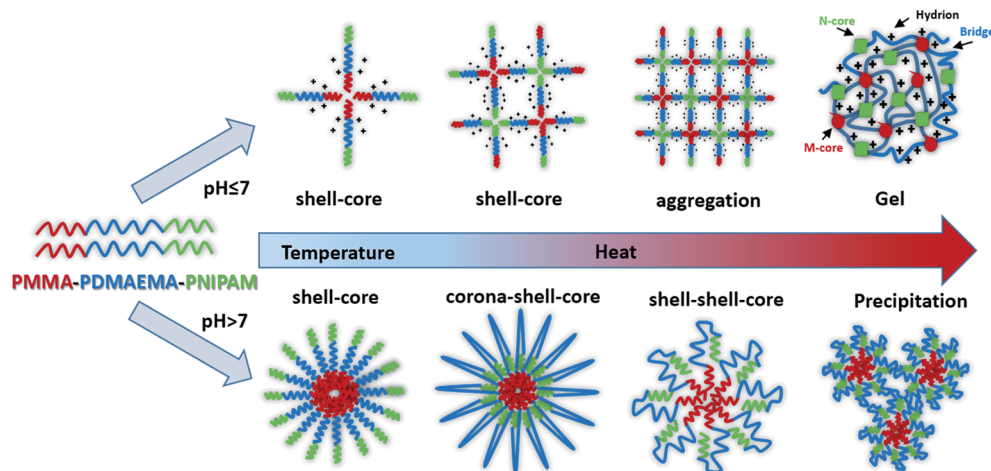 N-core
Hydrion
Bridge
M-core
pH≤7
shell-core
shell-core
aggregation
Gel
Temperature
Heat
PMMA-PDMAEMA-PNIPAM
pH>7
shell-core
corona-shell-core
shell-shell-core
Precipitation